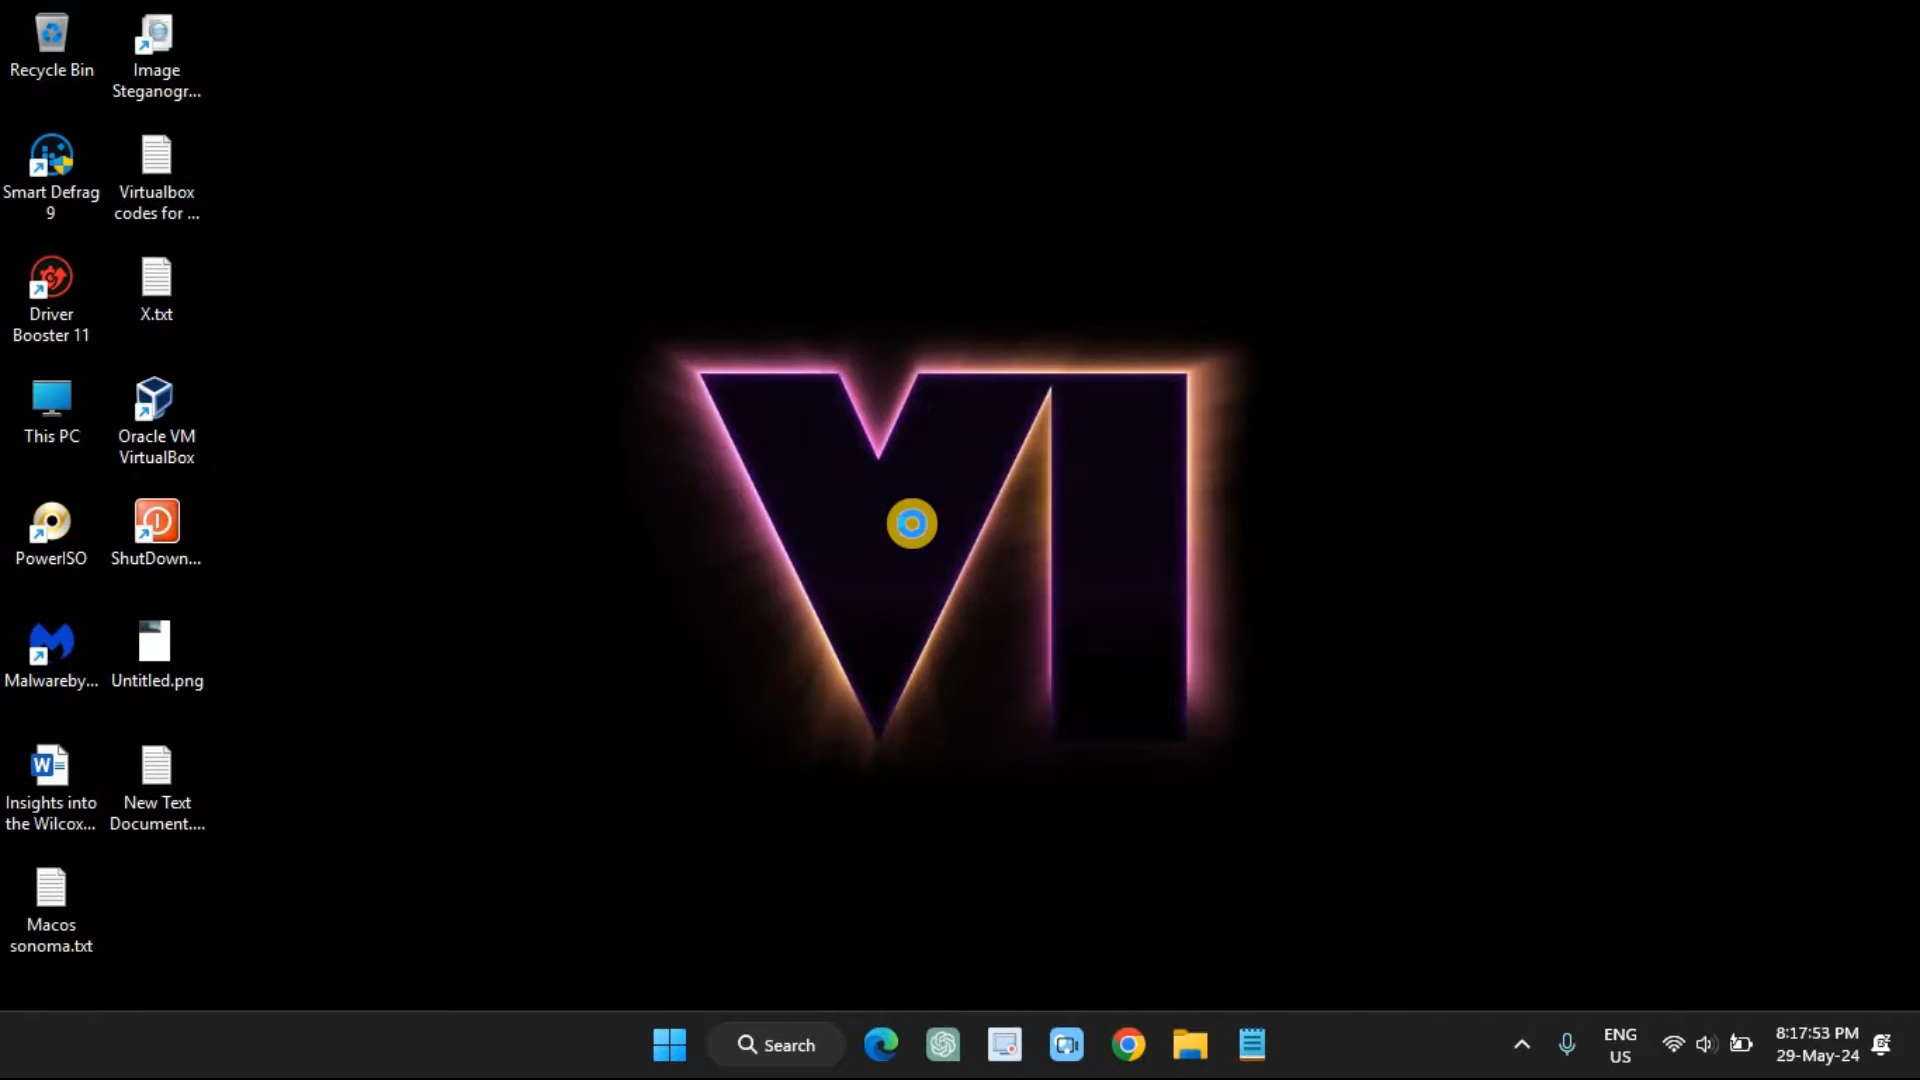 Recycle Bin
Image
Steganogr...
Smart Defrag
9
Virtualbox
codes for ...
Driver
Booster 11
X.txt
This PC
Oracle VM
VirtualBox
PowerISO
ShutDown...
Malwareby...
Untitled.png
Insights into
the Wilcox...
New Text
Document....
Macos
sonoma.txt
VI
Search
ENG
US
8:17:53 PM
29-May-24